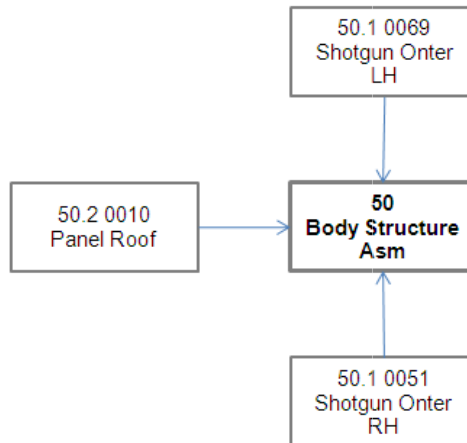 50.1 0069
Shotgun Onter
LH
50.2 0010
Panel Roof
50
Body Structure
Asm
50.1 0051
Shotgun Onter
RH